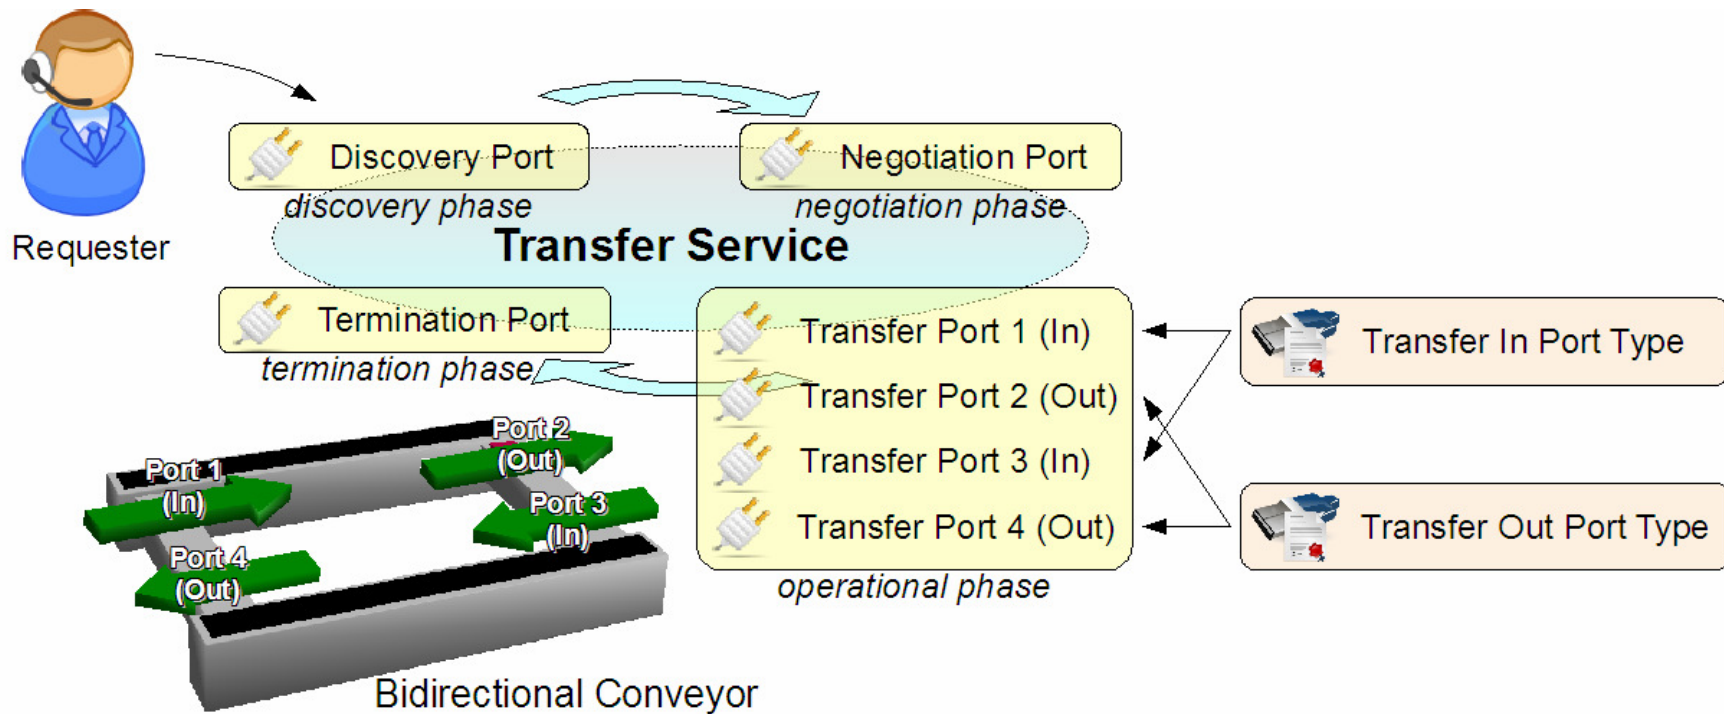 Discovery Port
Negotiation Port
discovery phase
negotiation phase
Requester
Transfer Service
Termination Port
termination phase
Transfer Port 1 (In)
Transfer Port 2 (Out)
Transfer Port 3 (In)
Transfer Port 4 (Out)
operational phase
Transfer In Port Type
Transfer Out Port Type
Port 1
(In)
Port 2
(Out)
Port 3
(In)
Port 4
(Out)
Bidirectional Conveyor